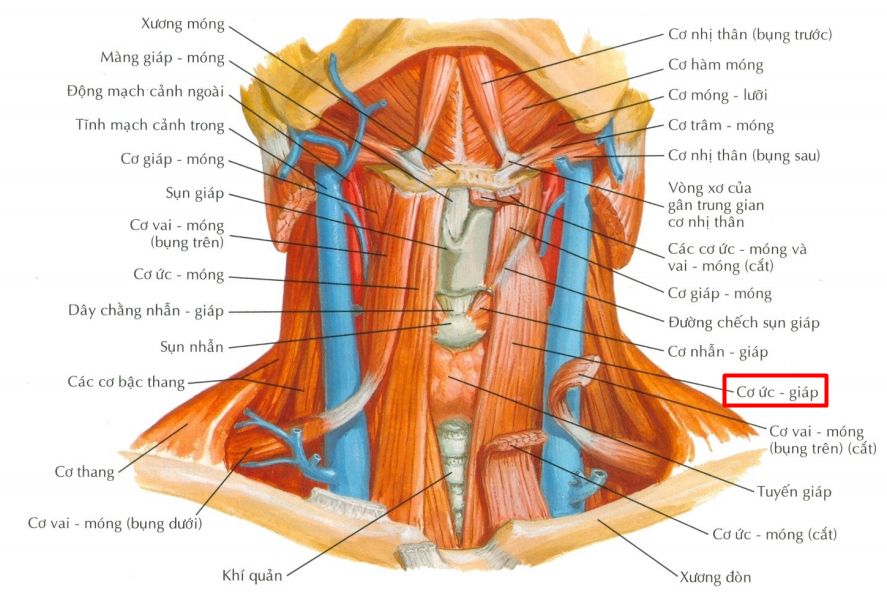 Xương móng
Màng giáp - móng
Động mạch cảnh ngoài
Tĩnh mạch cảnh trong
Cơ giáp - móng
Sụn giáp
Cơ vai - móng
(bụng trên)
Cơ ức - móng
Dây chằng nhẫn - giáp
Sụn nhẫn
Các cơ bậc thang
Cơ thang
Cơ vai - móng (bụng dưới)
Khí quản
Cơ nhị thân (bụng trước)
Cơ hàm móng
Cơ móng - lưỡi
Cơ trâm - móng
Cơ nhị thân (bụng sau)
Vòng xơ của
gân trung gian
cơ nhị thân
Các cơ ức - móng và
vai - móng (cắt)
Cơ giáp - móng
Đường chếch sụn giáp
Cơ nhẫn - giáp
Cơ ức - giáp
Cơ vai - móng
(bụng trên) (cắt)
Tuyến giáp
Cơ ức - móng (cắt)
Xương đòn